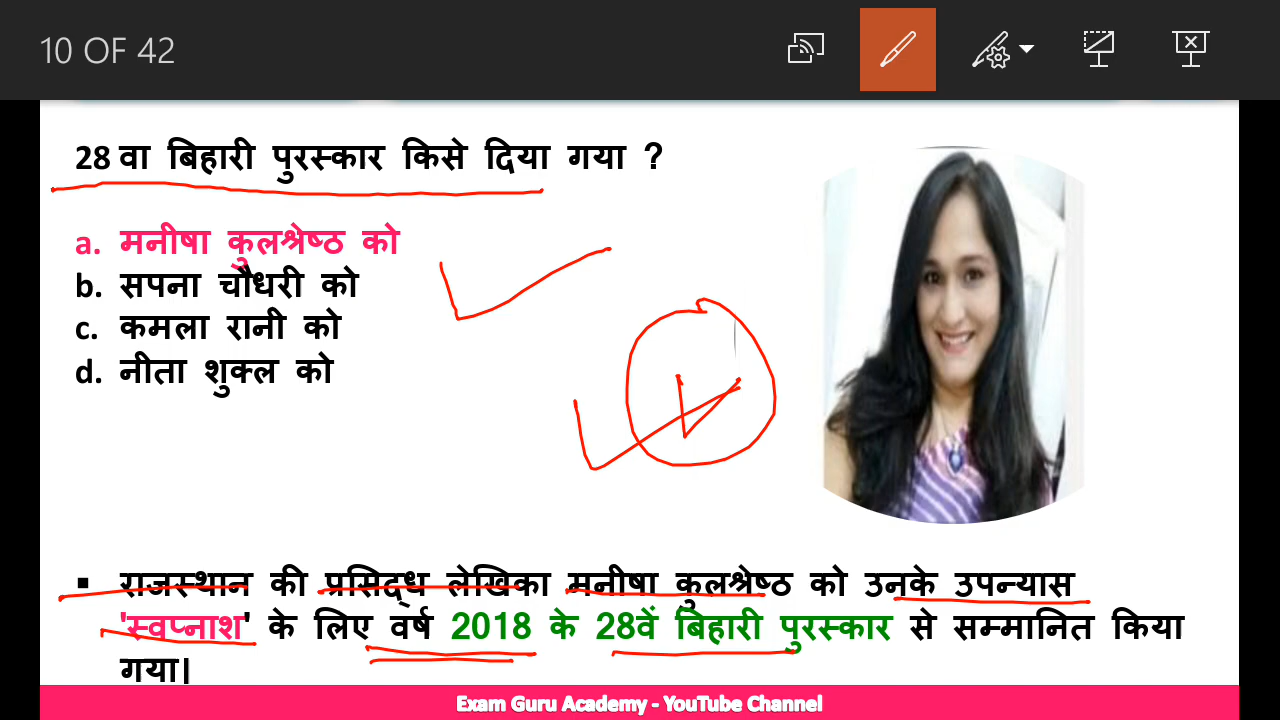 10 OF 42
28 वा बिहारी पुरस्कार किसे दिया गया ?
a. मनीषा कुलश्रेष्ठ को
b. सपना चौधरी को
c. कमला रानी को
d. नीता शुक्ल को
▪ राजस्थान की प्रसिद्ध लेखिका मनीषा कुलश्रेष्ठ को उनके उपन्यास
'स्वप्नाश' के लिए वर्ष 2018 के 28वें बिहारी पुरस्कार से सम्मानित किया
गया।
Exam Guru Academy - YouTube Channel